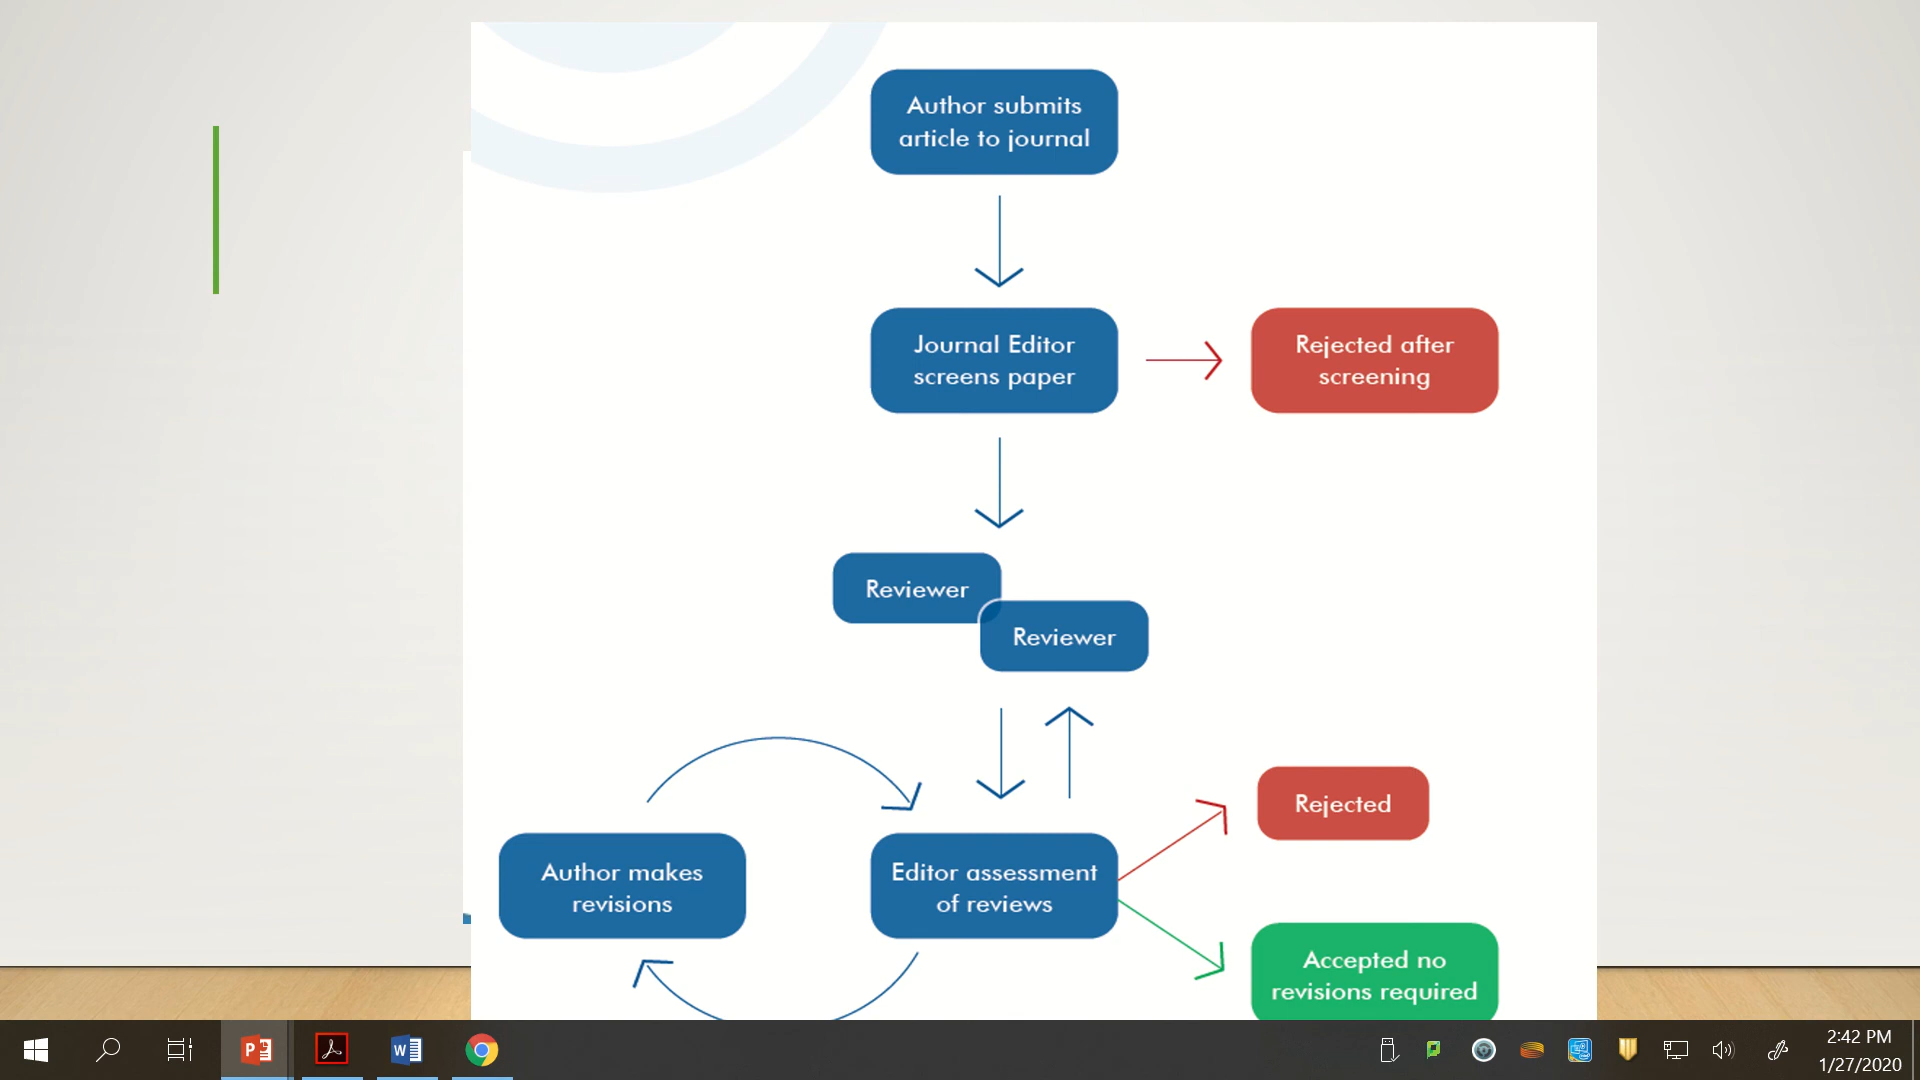 Author submits
article to journal
Journal Editor
screens paper
Rejected after
screening
Reviewer
Reviewer
Rejected
Author makes
revisions
Editor assessment
of reviews
Accepted no
revisions required
2:42 PM
1/27/2020